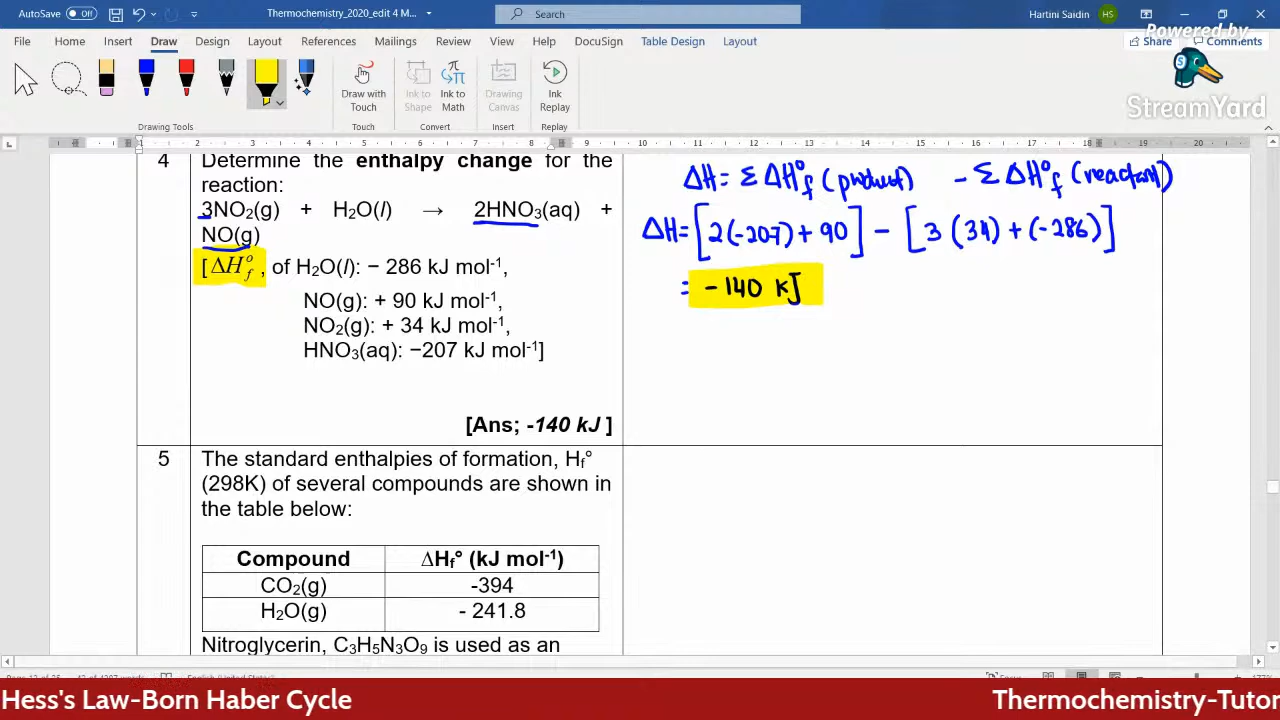 AutoSave Off
Thermochemistry_2020_edit 4 M...
Search
Hartini Saidin HS
File Home Insert Draw Design Layout References Mailings Review View Help DocuSign Table Design Layout
Share Comments
Powered by
StreamYard
Draw with Touch
Ink to Shape
Ink to Math
Drawing Canvas
Ink Replay
Drawing Tools Touch Convert Insert Replay
4 Determine the enthalpy change for the
reaction:
3NO₂(g) + H₂O(l) → 2HNO₃(aq) +
NO(g)
[ ΔH°f , of H₂O(l): − 286 kJ mol⁻¹,
NO(g): + 90 kJ mol⁻¹,
NO₂(g): + 34 kJ mol⁻¹,
HNO₃(aq): −207 kJ mol⁻¹]
[Ans; -140 kJ ]
ΔH = Σ ΔH°f (product) - Σ ΔH°f (reactant)
ΔH = [2(-207) + 90] - [3 (34) + (-286)]
= -140 kJ
5 The standard enthalpies of formation, Hf°
(298K) of several compounds are shown in
the table below:
Compound ΔHf° (kJ mol⁻¹)
CO₂(g) -394
H₂O(g) - 241.8
Nitroglycerin, C₃H₅N₃O₉ is used as an
Hess's Law-Born Haber Cycle
Thermochemistry-Tutor